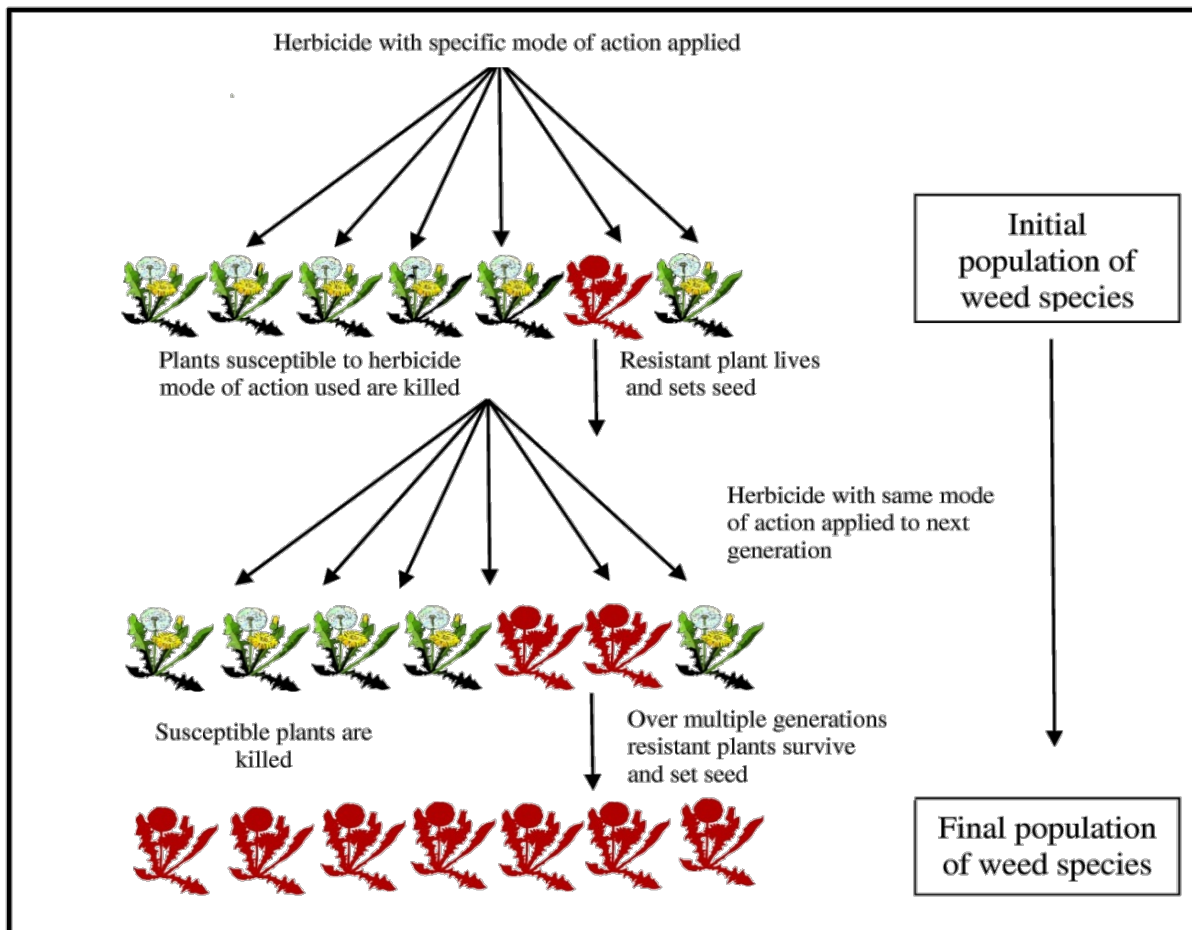 Herbicide with specific mode of action applied
Initial
population of
weed species
Plants susceptible to herbicide
mode of action used are killed
Resistant plant lives
and sets seed
Herbicide with same mode
of action applied to next
generation
Susceptible plants are
killed
Over multiple generations
resistant plants survive
and set seed
Final population
of weed species